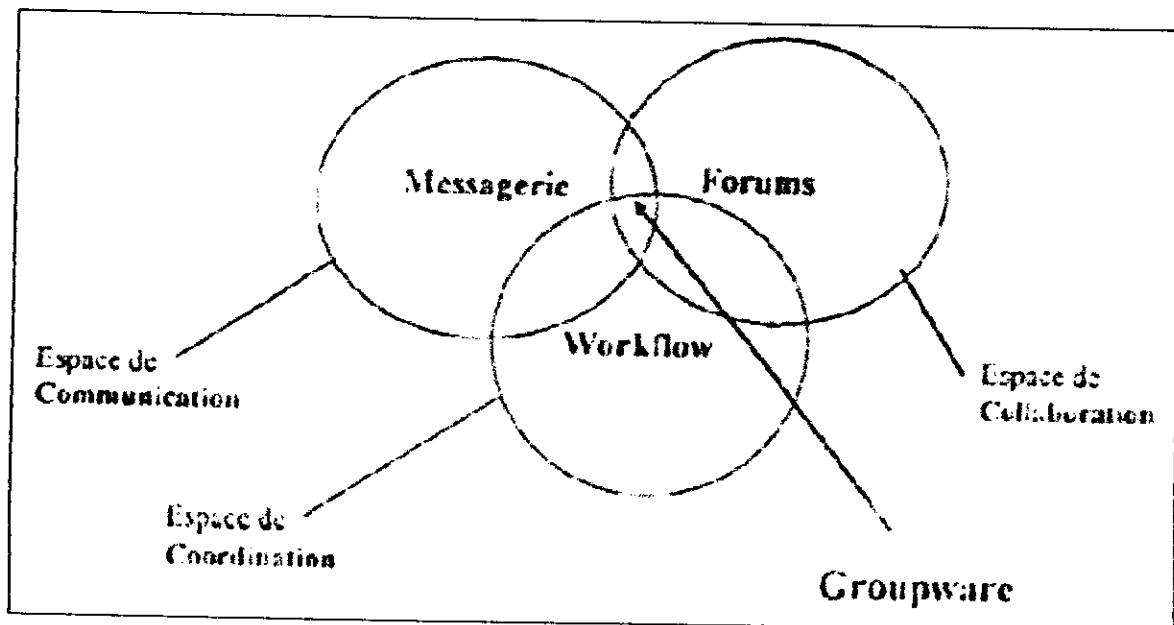 Messagerie
Forums
Workflow
Espace de
Communication
Espace de
Collaboration
Espace de
Coordination
Groupware